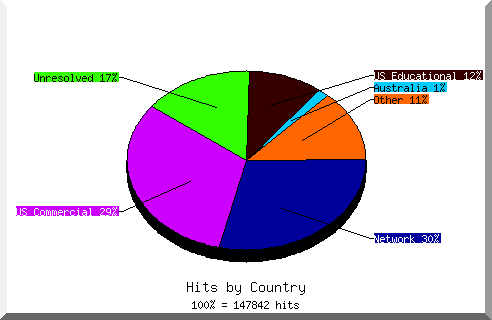 Unresolved 17%
US Educational 12%
Australia 1%
Other 11%
US Commercial 29%
Network 30%
Hits by Country
100% = 147842 hits